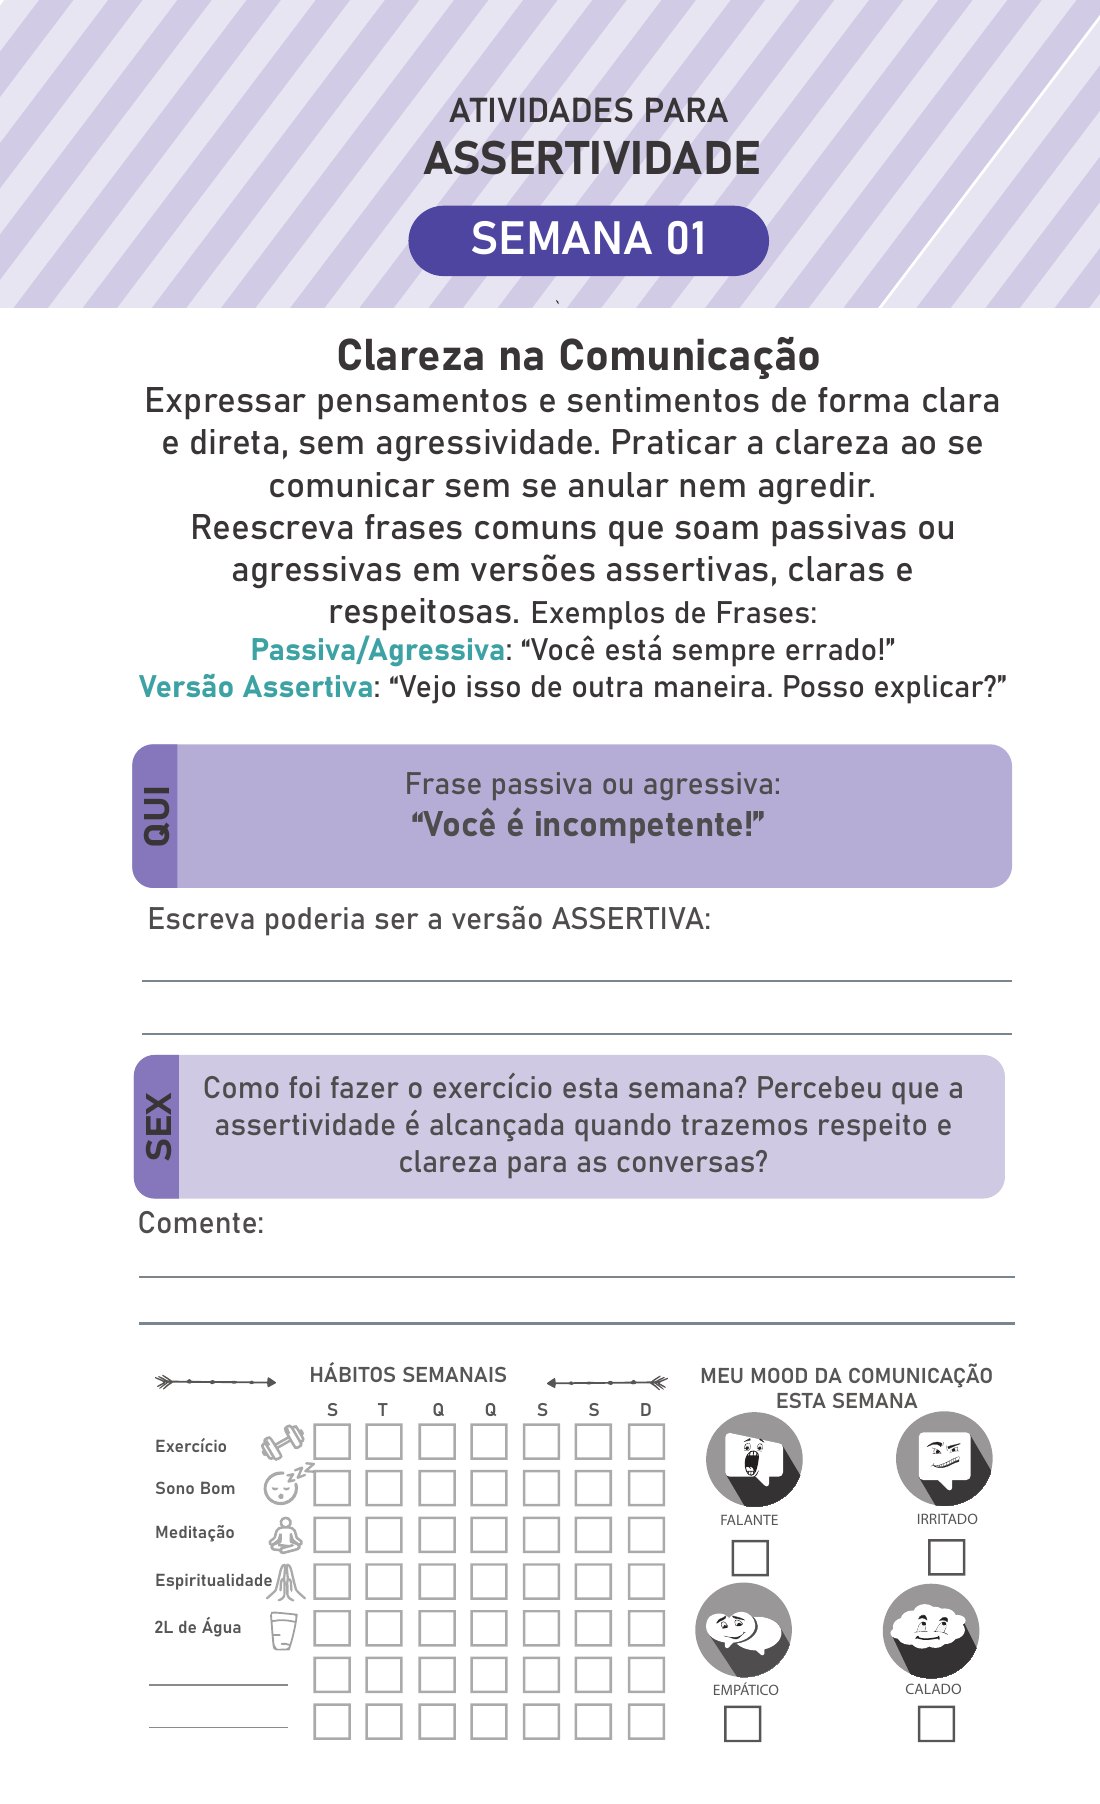 ATIVIDADES PARA
ASSERTIVIDADE
SEMANA 01
Clareza na Comunicação
Expressar pensamentos e sentimentos de forma clara
e direta, sem agressividade. Praticar a clareza ao se
comunicar sem se anular nem agredir.
Reescreva frases comuns que soam passivas ou
agressivas em versões assertivas, claras e
respeitosas. Exemplos de Frases:
Passiva/Agressiva: “Você está sempre errado!”
Versão Assertiva: “Vejo isso de outra maneira. Posso explicar?”
QUI
Frase passiva ou agressiva:
“Você é incompetente!”
Escreva poderia ser a versão ASSERTIVA:
SEX
Como foi fazer o exercício esta semana? Percebeu que a
assertividade é alcançada quando trazemos respeito e
clareza para as conversas?
Comente:
HÁBITOS SEMANAIS
S T Q Q S S D
Exercício
Sono Bom
zzzz
Meditação
Espiritualidade
2L de Água
MEU MOOD DA COMUNICAÇÃO
ESTA SEMANA
FALANTE
IRRITADO
EMPÁTICO
CALADO